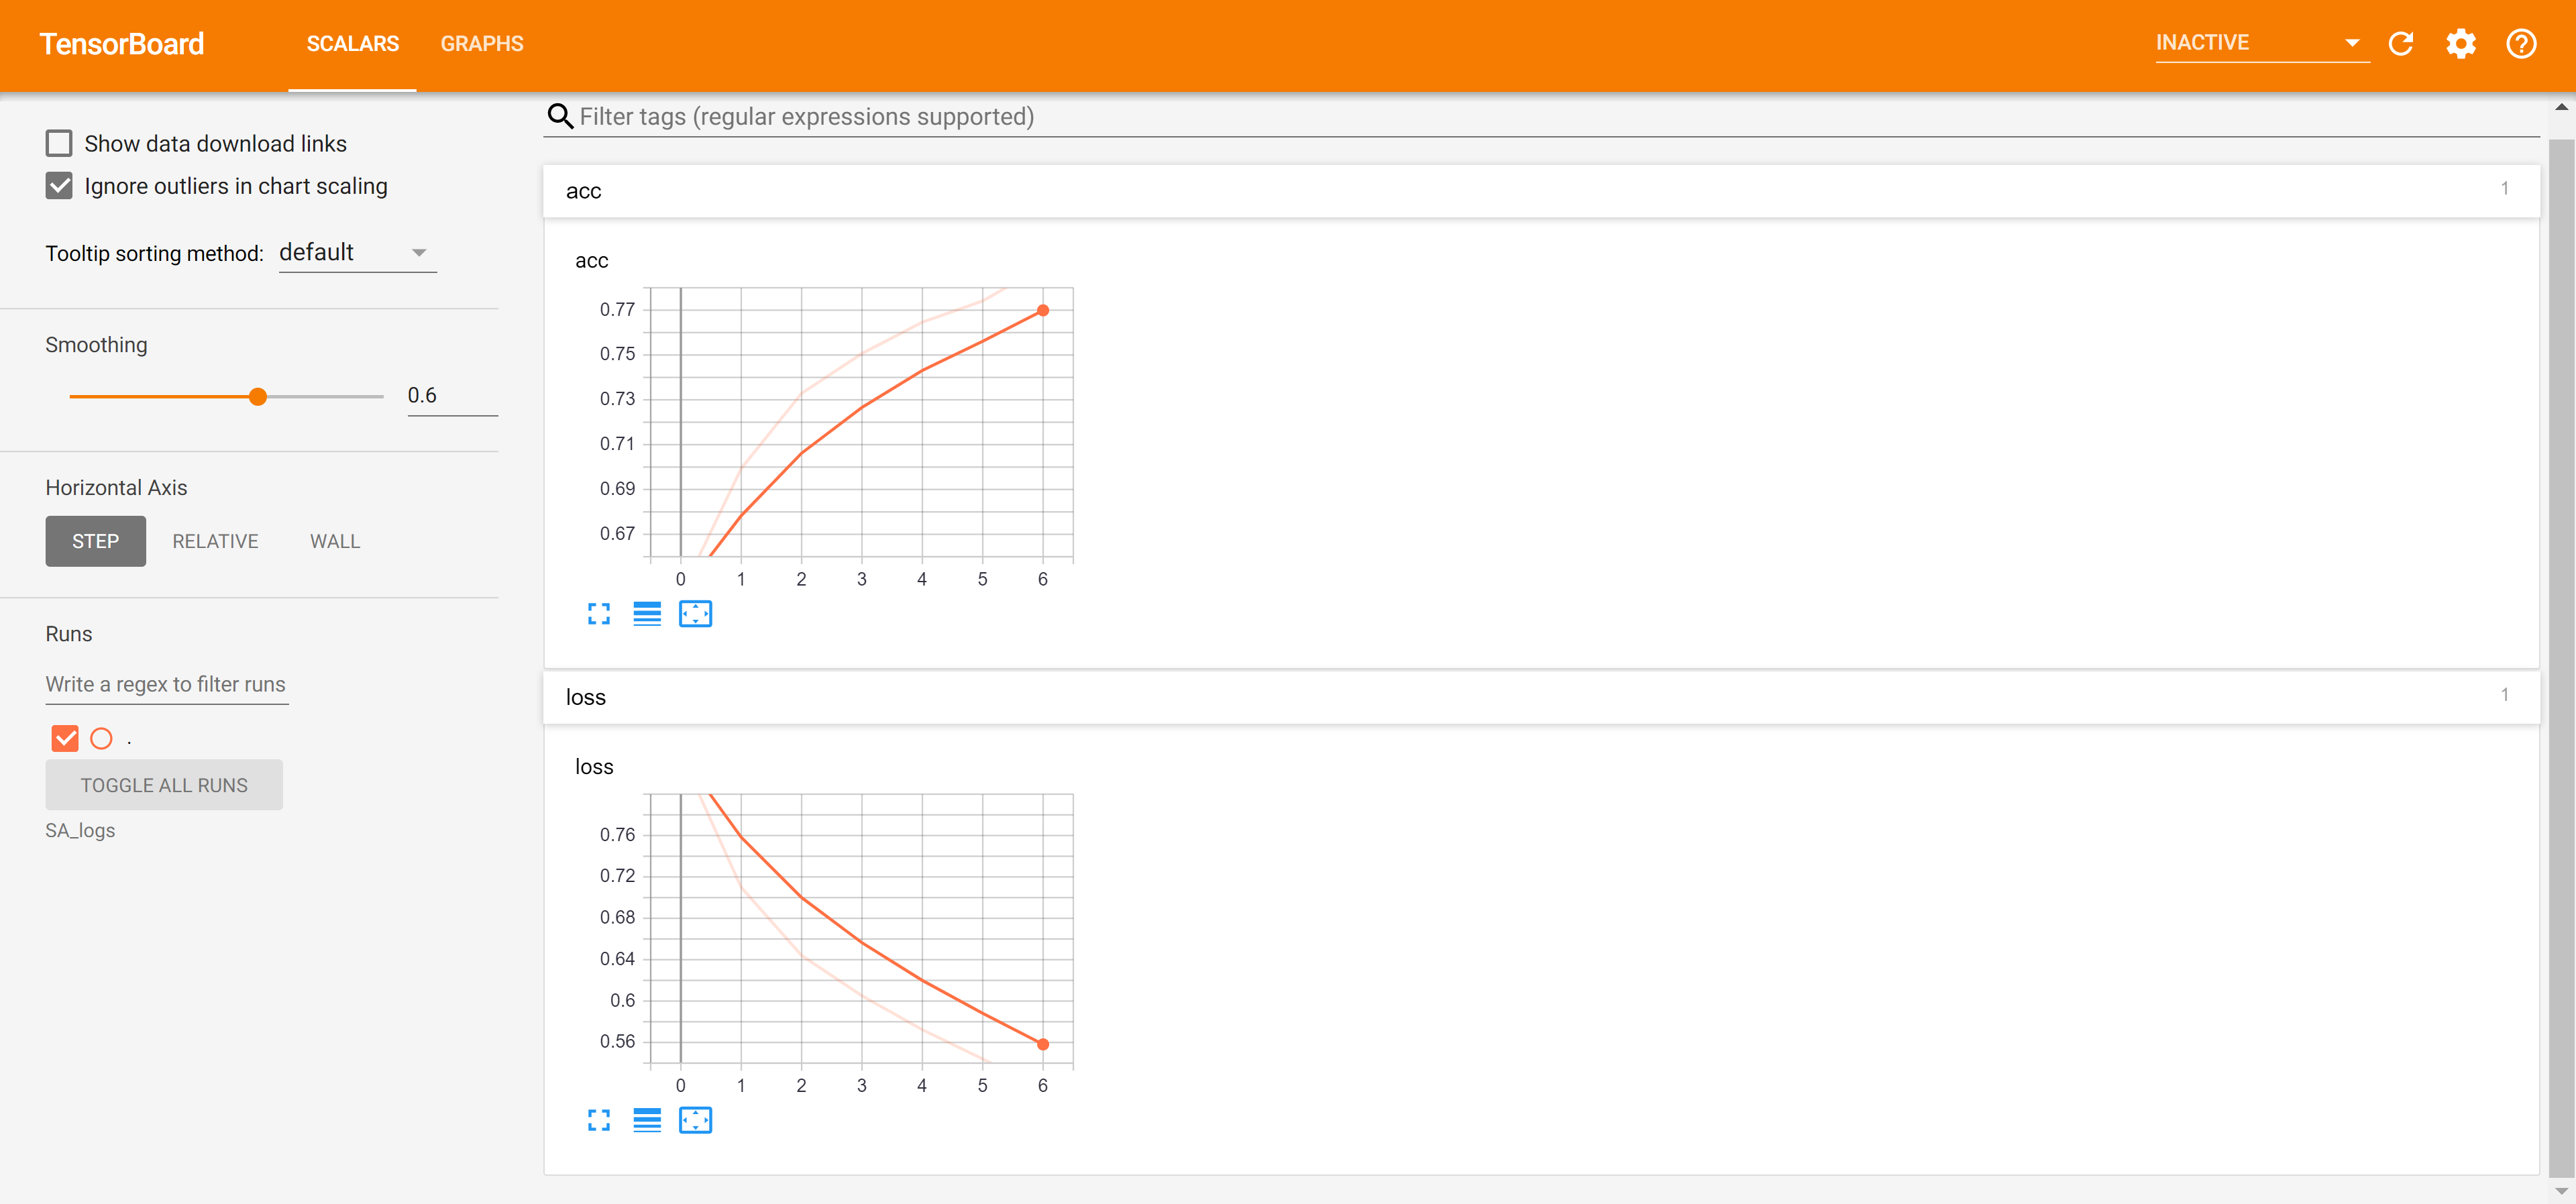 TensorBoard SCALARS GRAPHS INACTIVE
Show data download links
Ignore outliers in chart scaling
Tooltip sorting method: default
Smoothing
0.6
Horizontal Axis
STEP RELATIVE WALL
Runs
Write a regex to filter runs
.
TOGGLE ALL RUNS
SA_logs
Filter tags (regular expressions supported)
acc 1
acc
0.77
0.75
0.73
0.71
0.69
0.67
0 1 2 3 4 5 6
loss 1
loss
0.76
0.72
0.68
0.64
0.6
0.56
0 1 2 3 4 5 6